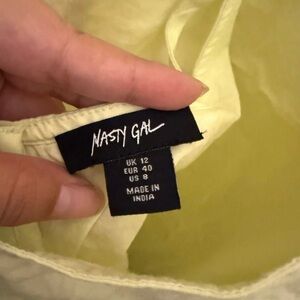 NASTY GAL
UK 12
EUR 40
US 8
MADE IN
INDIA